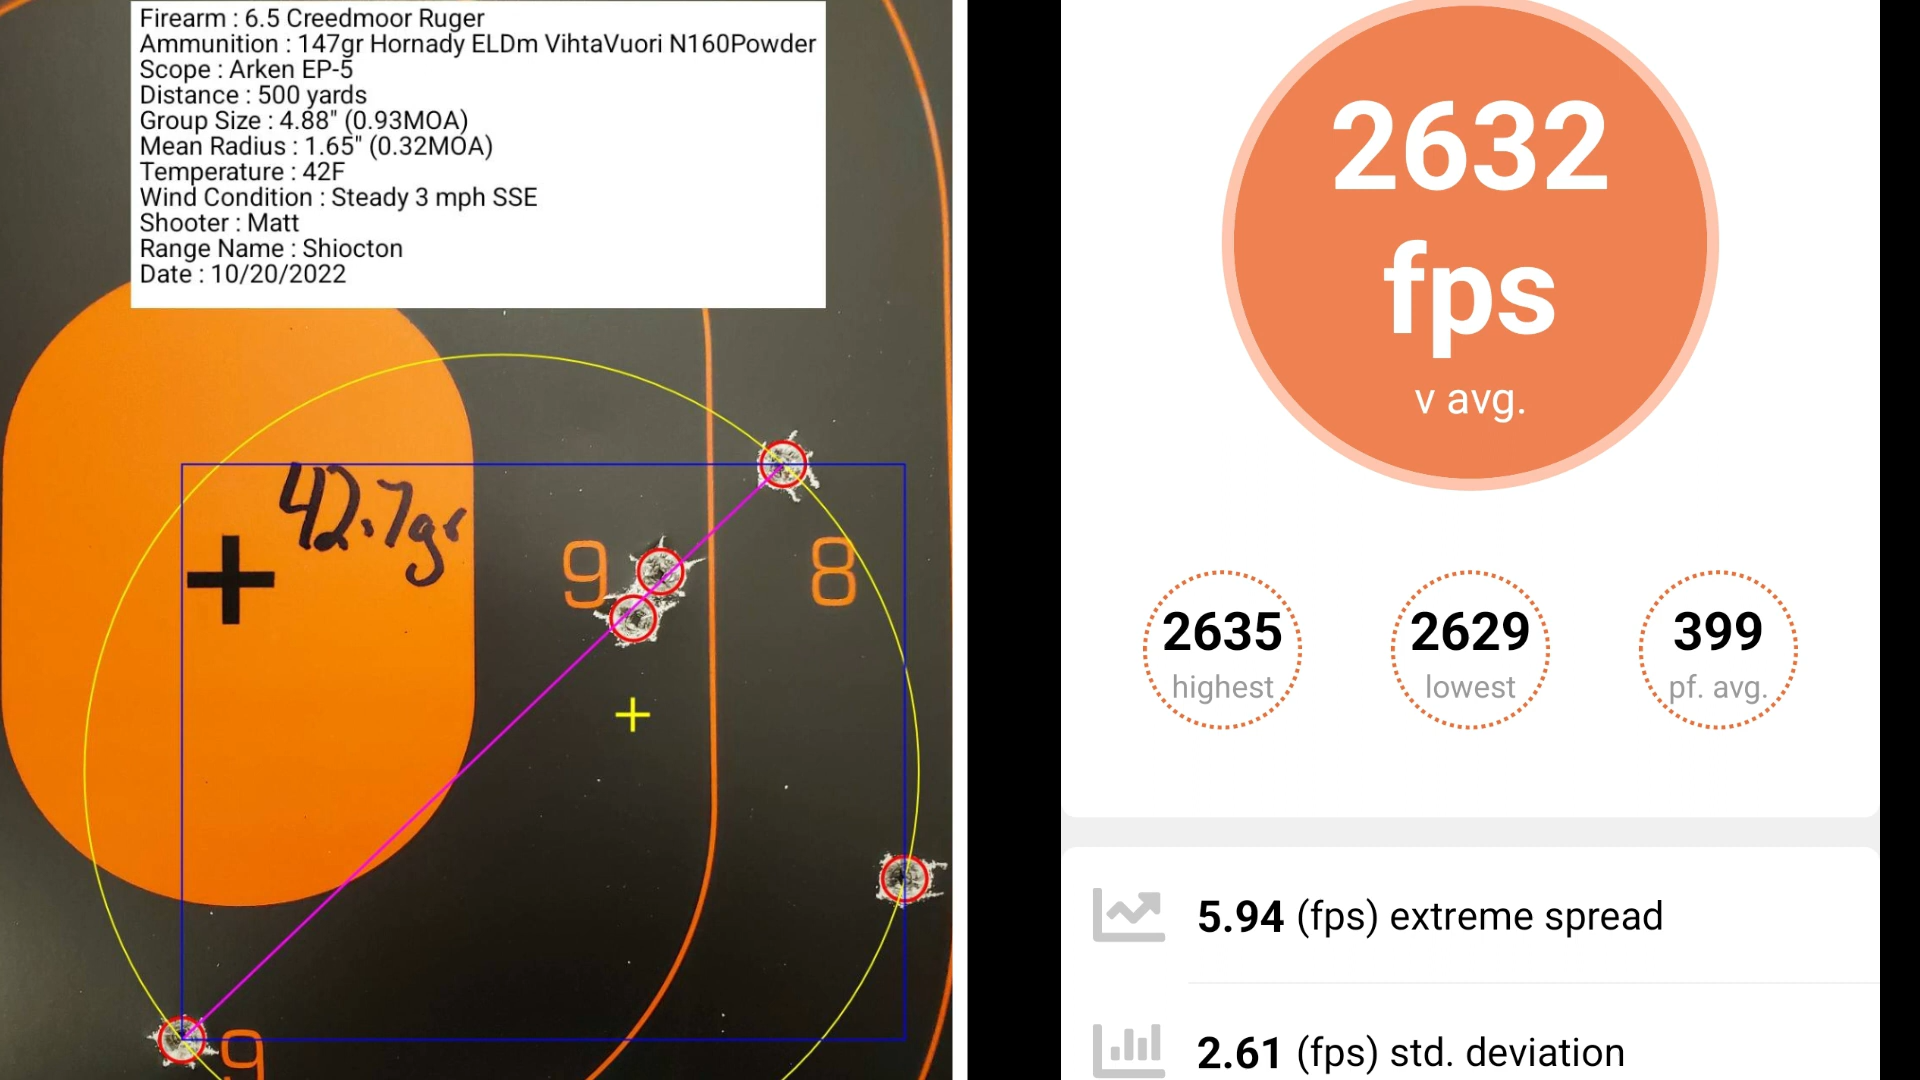 Firearm : 6.5 Creedmoor Ruger
Ammunition : 147gr Hornady ELDm VihtaVuori N160Powder
Scope : Arken EP-5
Distance : 500 yards
Group Size : 4.88" (0.93MOA)
Mean Radius : 1.65" (0.32MOA)
Temperature : 42F
Wind Condition : Steady 3 mph SSE
Shooter : Matt
Range Name : Shiocton
Date : 10/20/2022
42.7gr
9
8
9
2632
fps
v avg.
2635
highest
2629
lowest
399
pf. avg.
5.94 (fps) extreme spread
2.61 (fps) std. deviation